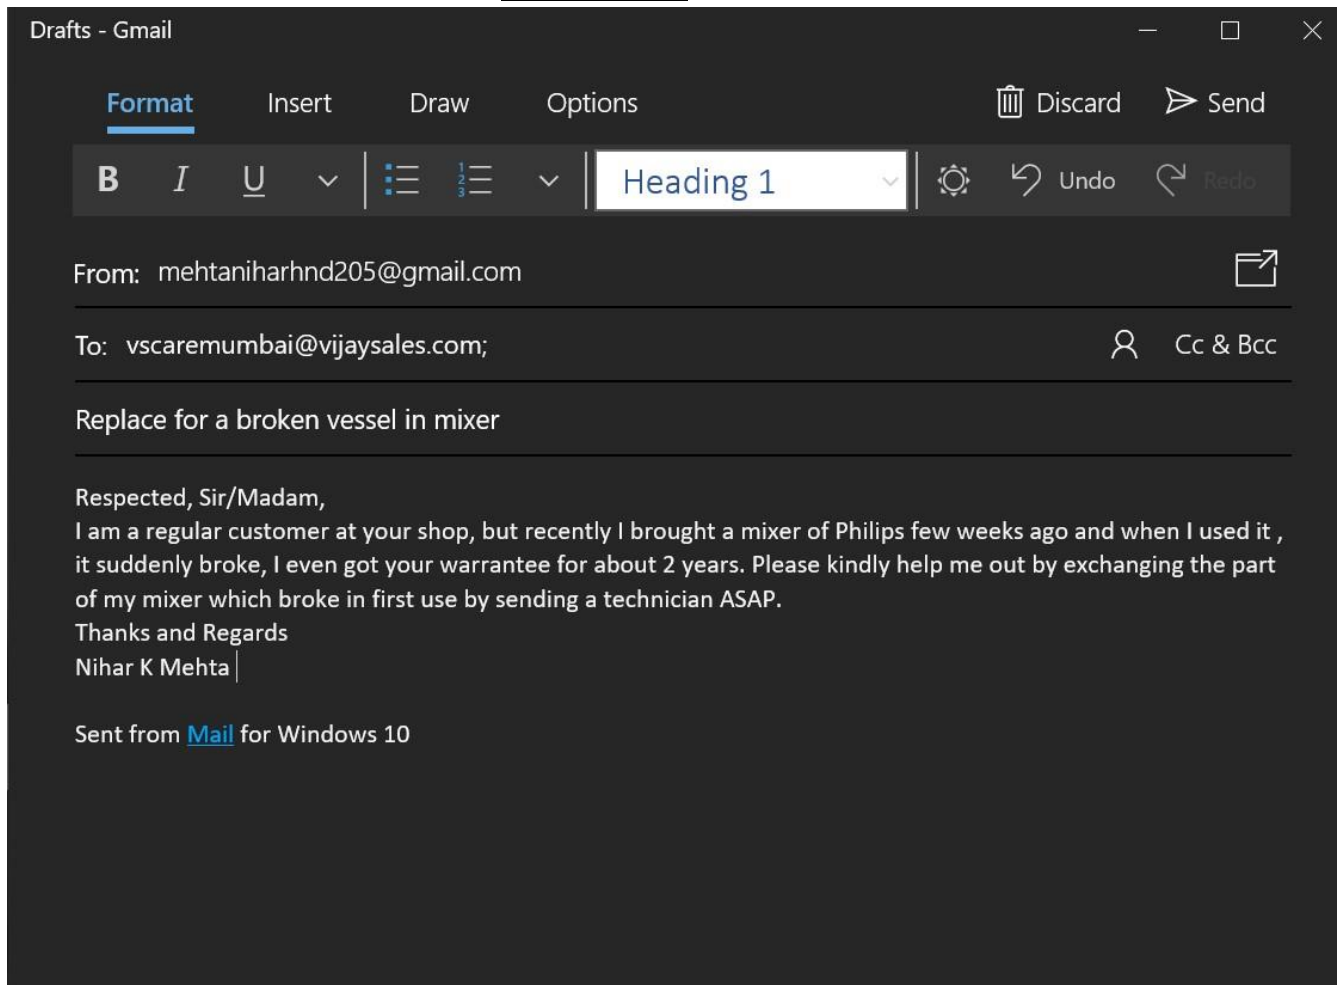 Drafts - Gmail
Format Insert Draw Options Discard Send
B I U 1 2 3 Heading 1 Undo Redo
From: mehtaniharhnd205@gmail.com
To: vscaremumbai@vijaysales.com; Cc & Bcc
Replace for a broken vessel in mixer
Respected, Sir/Madam,
I am a regular customer at your shop, but recently I brought a mixer of Philips few weeks ago and when I used it ,
it suddenly broke, I even got your warrantee for about 2 years. Please kindly help me out by exchanging the part
of my mixer which broke in first use by sending a technician ASAP.
Thanks and Regards
Nihar K Mehta
Sent from Mail for Windows 10